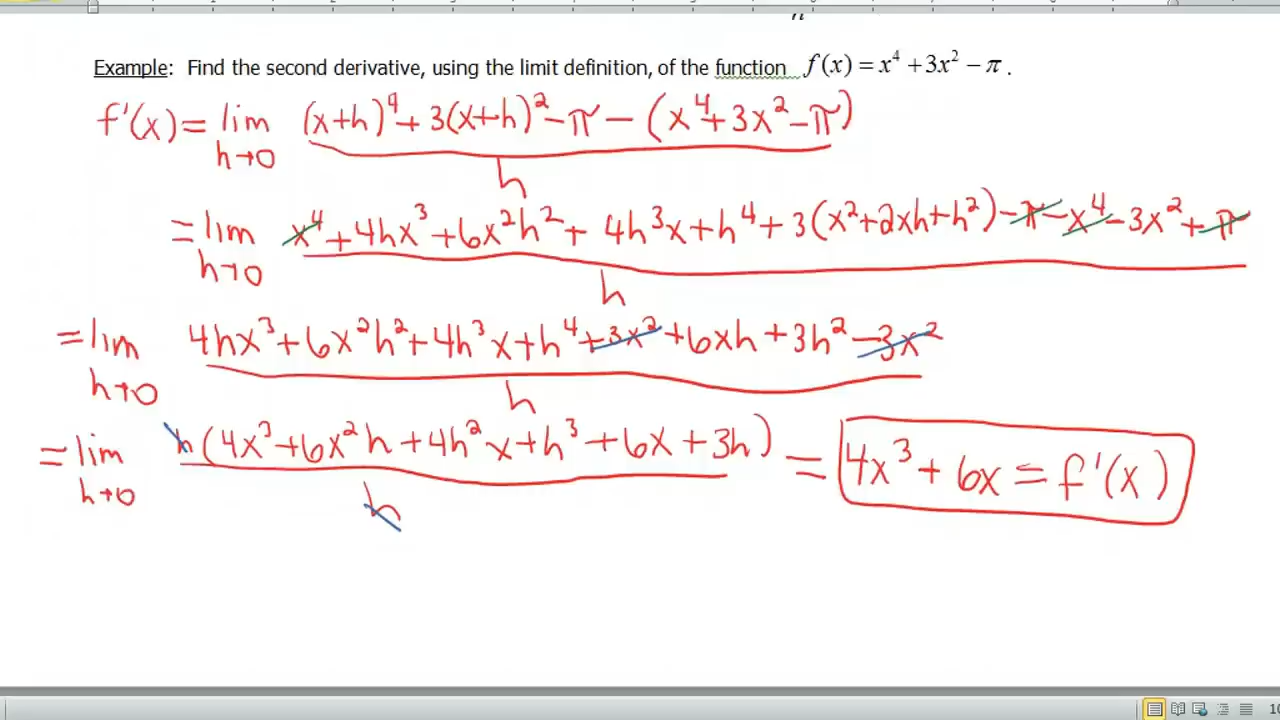 Example: Find the second derivative, using the limit definition, of the function f(x) = x⁴ + 3x² − π.
f'(x) = lim h→0 (x+h)⁴ + 3(x+h)² − π − (x⁴ + 3x² − π) / h
= lim h→0 x⁴ + 4hx³ + 6x²h² + 4h³x + h⁴ + 3(x² + 2xh + h²) − π − x⁴ − 3x² + π / h
= lim h→0 4hx³ + 6x²h² + 4h³x + h⁴ + 3x² + 6xh + 3h² − 3x² / h
= lim h→0 h(4x³ + 6x²h + 4h²x + h³ + 6x + 3h) / h = 4x³ + 6x = f'(x)